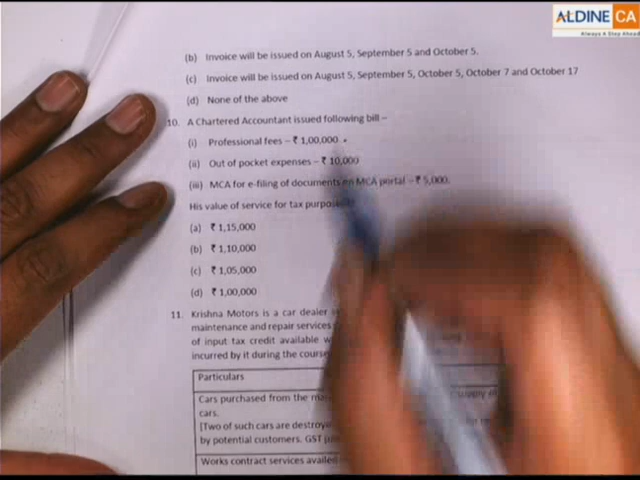 ALDINE CA
Always A Step Ahead
(b) Invoice will be issued on August 5, September 5 and October 5.
(c) Invoice will be issued on August 5, September 5, October 5, October 7 and October 17
(d) None of the above
10. A Chartered Accountant issued following bill –
(i) Professional fees – ₹ 1,00,000
(ii) Out of pocket expenses – ₹ 10,000
(iii) MCA for e-filing of documents on MCA portal – ₹ 5,000.
His value of service for tax
(a) ₹ 1,15,000
(b) ₹ 1,10,000
(c) ₹ 1,05,000
(d) ₹ 1,00,000
11. Krishna Motors is a car dealer
maintenance and repair services
of input tax credit available
incurred by it during the course
Particulars
Cars purchased from the
cars.
[Two of such cars are
by potential customers. GST
Works contract services availed